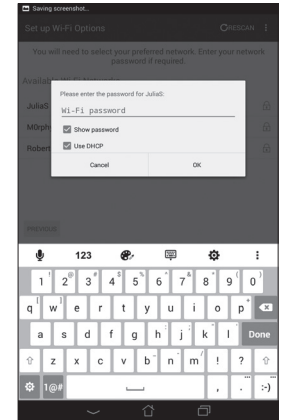 Saving screenshot...
Set up Wi-Fi Options
RESCAN
You will need to select your preferred network. Enter your network
password if required.
Available Wi-Fi Networks
JuliaS
M0rph
Robert
Please enter the password for JuliaS:
Wi-Fi password
Show password
Use DHCP
Cancel
OK
PREVIOUS
123
1 ! 2 @ 3 # 4 $ 5 % 6 ^ 7 & 8 * 9 ( 0 )
q [ w ] e r t y u i o p +
a s d f g h ; j ; k ' l ' Done
z x c v b - n - m / ! ?
1@# , . ... :-) ...